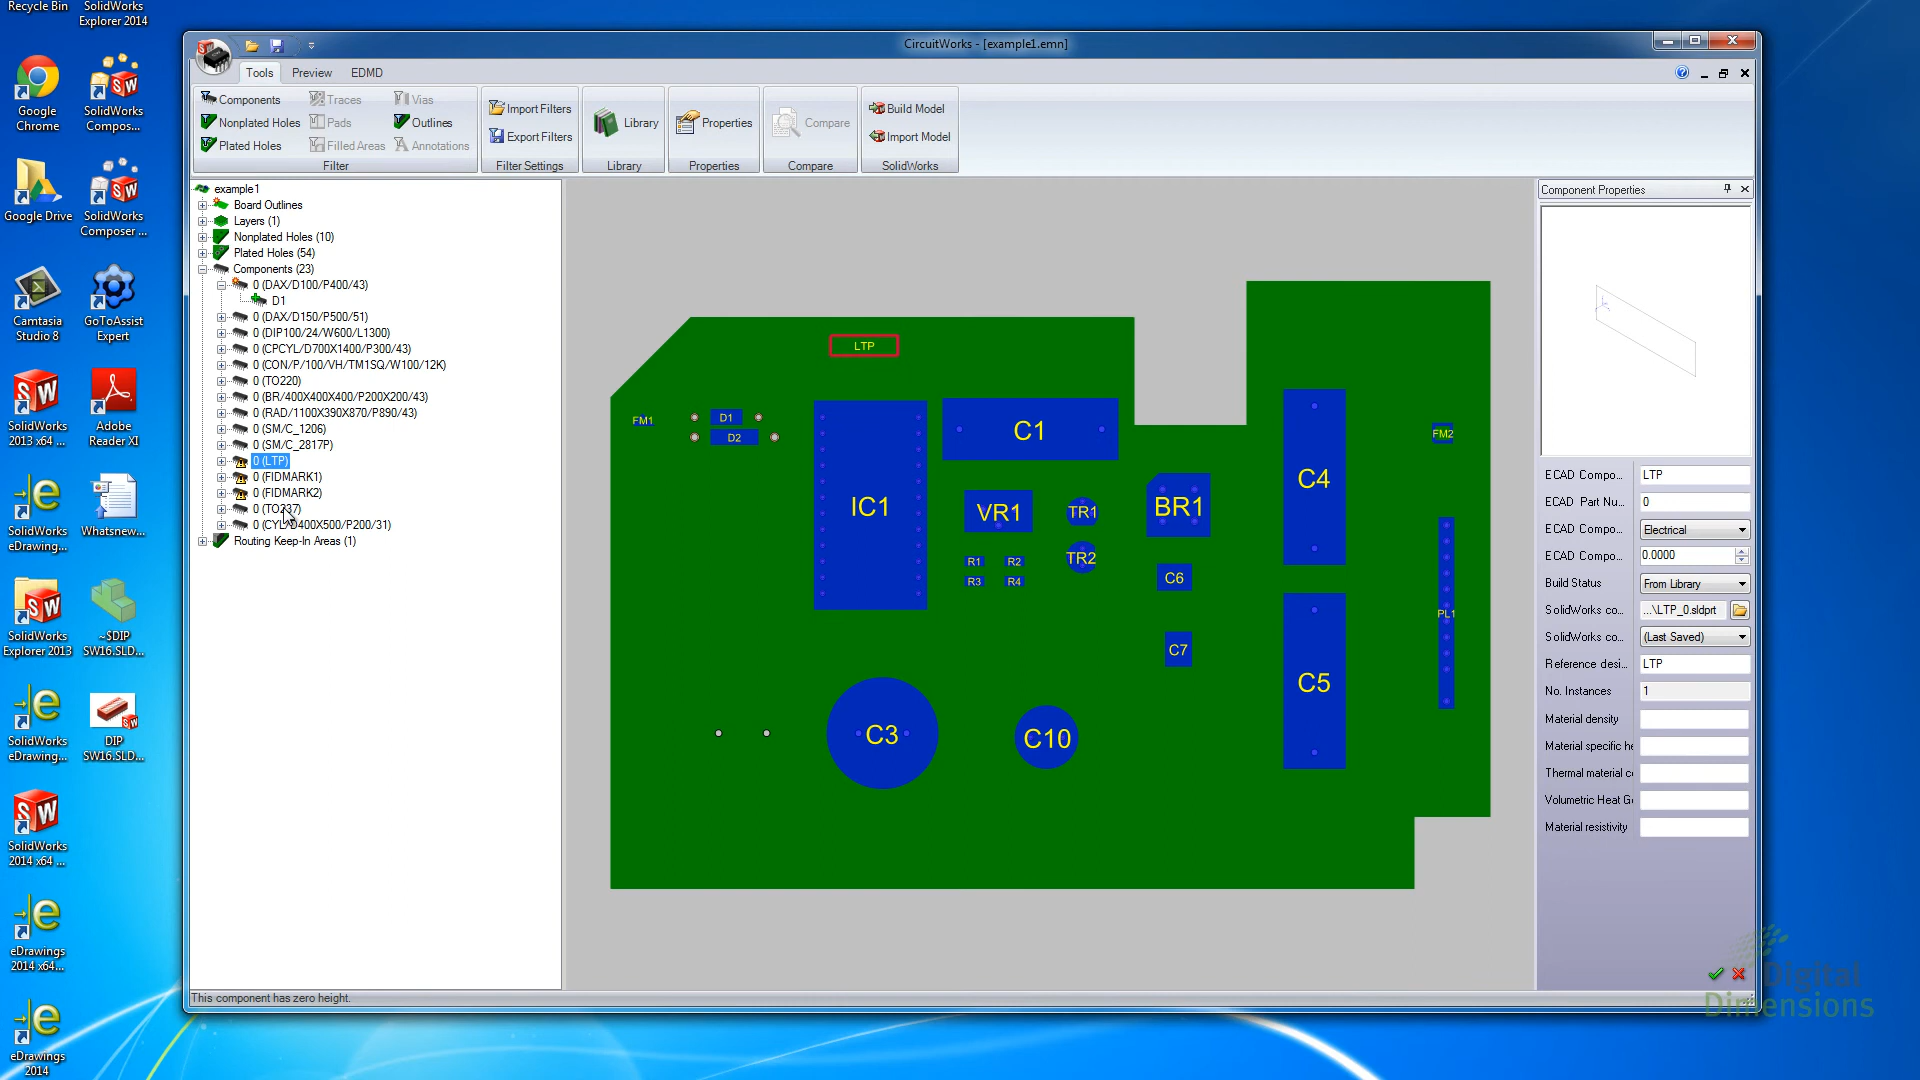 Recycle Bin
SolidWorks
Explorer 2014
Google
Chrome
SolidWorks
Compos...
Google Drive
SolidWorks
Composer ...
Camtasia
Studio 8
GoToAssist
Expert
SolidWorks
2013 x64 ...
Adobe
Reader XI
SolidWorks
eDrawing...
Whatsnew...
SolidWorks
Explorer 2013
~$DIP
SW16.SLD...
SolidWorks
eDrawing...
DIP
SW16.SLD...
SolidWorks
2014 x64 ...
eDrawings
2014 x64...
eDrawings
2014
CircuitWorks - [example1.emn]
Tools
Preview
EDMD
Components
Traces
Vias
Nonplated Holes
Pads
Outlines
Plated Holes
Filled Areas
Annotations
Filter
Import Filters
Export Filters
Filter Settings
Library
Library
Properties
Properties
Compare
Compare
Build Model
Import Model
SolidWorks
example1
Board Outlines
Layers (1)
Nonplated Holes (10)
Plated Holes (54)
Components (23)
0 (DAX/D100/P400/43)
D1
0 (DAX/D150/P500/51)
0 (DIP100/24/W600/L1300)
0 (CPCYL/D700X1400/P300/43)
0 (CON/P/100/VH/TM1SQ/W100/12K)
0 (TO220)
0 (BR/400X400X400/P200X200/43)
0 (RAD/1100X390X870/P890/43)
0 (SM/C_1206)
0 (SM/C_2817P)
0 (LTP)
0 (FIDMARK1)
0 (FIDMARK2)
0 (TO237)
0 (CYL/D400X500/P200/31)
Routing Keep-In Areas (1)
LTP
FM1
D1
D2
IC1
C1
VR1
TR1
TR2
R1
R2
R3
R4
BR1
C6
C7
C4
C5
FM2
PL1
C3
C10
Component Properties
ECAD Compo... LTP
ECAD Part Nu... 0
ECAD Compo... Electrical
ECAD Compo... 0.0000
Build Status From Library
SolidWorks co... ...\LTP_0.sldprt
SolidWorks co... (Last Saved)
Reference desi... LTP
No. Instances 1
Material density
Material specific he
Thermal material c
Volumetric Heat G
Material resistivity
This component has zero height.
Digital
Dimensions